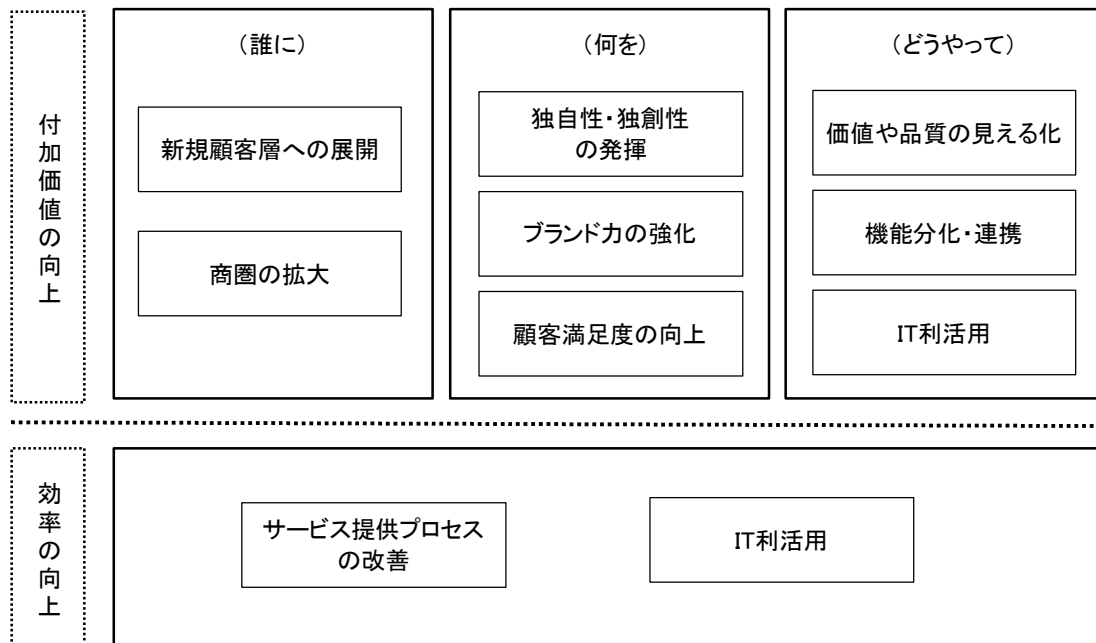 付加価値の向上
（誰に）
新規顧客層への展開
商圏の拡大
（何を）
独自性・独創性
の発揮
ブランド力の強化
顧客満足度の向上
（どうやって）
価値や品質の見える化
機能分化・連携
IT利活用
効率の向上
サービス提供プロセス
の改善
IT利活用